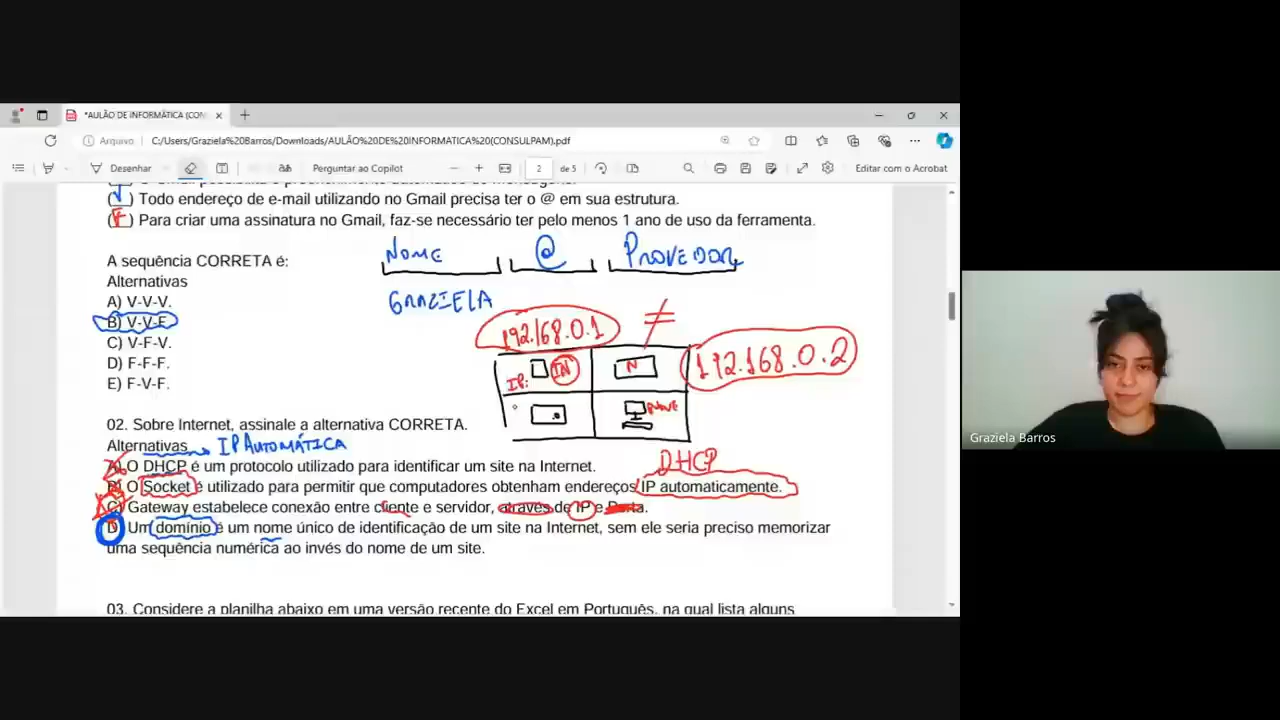 *AULÃO DE INFORMÁTICA (CON
Arquivo C:/Users/Graziela%20Barros/Downloads/AULÃO%20DE%20INFORMATICA%20(CONSULPAM).pdf
Desenhar Perguntar ao Copilot 2 de 5 Editar com o Acrobat
(V) Todo endereço de e-mail utilizando no Gmail precisa ter o @ em sua estrutura.
(F) Para criar uma assinatura no Gmail, faz-se necessário ter pelo menos 1 ano de uso da ferramenta.
NOME @ PROVEDOR
A sequência CORRETA é:
Alternativas
A) V-V-V.
GRAZIELA
B) V-V-F.
192.168.0.1 ≠
C) V-F-V.
192.168.0.2
D) F-F-F.
IP: IN N
E) F-V-F.
NOME
02. Sobre Internet, assinale a alternativa CORRETA.
Alternativas IP AUTOMÁTICA
A) O DHCP é um protocolo utilizado para identificar um site na Internet. DHCP
B) O Socket é utilizado para permitir que computadores obtenham endereços IP automaticamente.
C) Gateway estabelece conexão entre cliente e servidor, através de IP e Porta.
D) Um domínio é um nome único de identificação de um site na Internet, sem ele seria preciso memorizar
uma sequência numérica ao invés do nome de um site.
03. Considere a planilha abaixo em uma versão recente do Excel em Português, na qual lista alguns
Graziela Barros